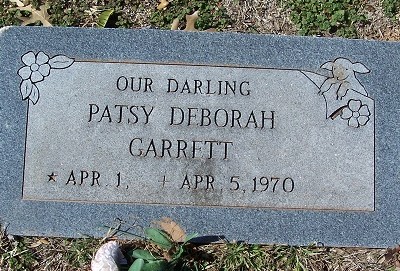 OUR DARLING
PATSY DEBORAH
GARRETT
★ APR. 1, + APR. 5, 1970